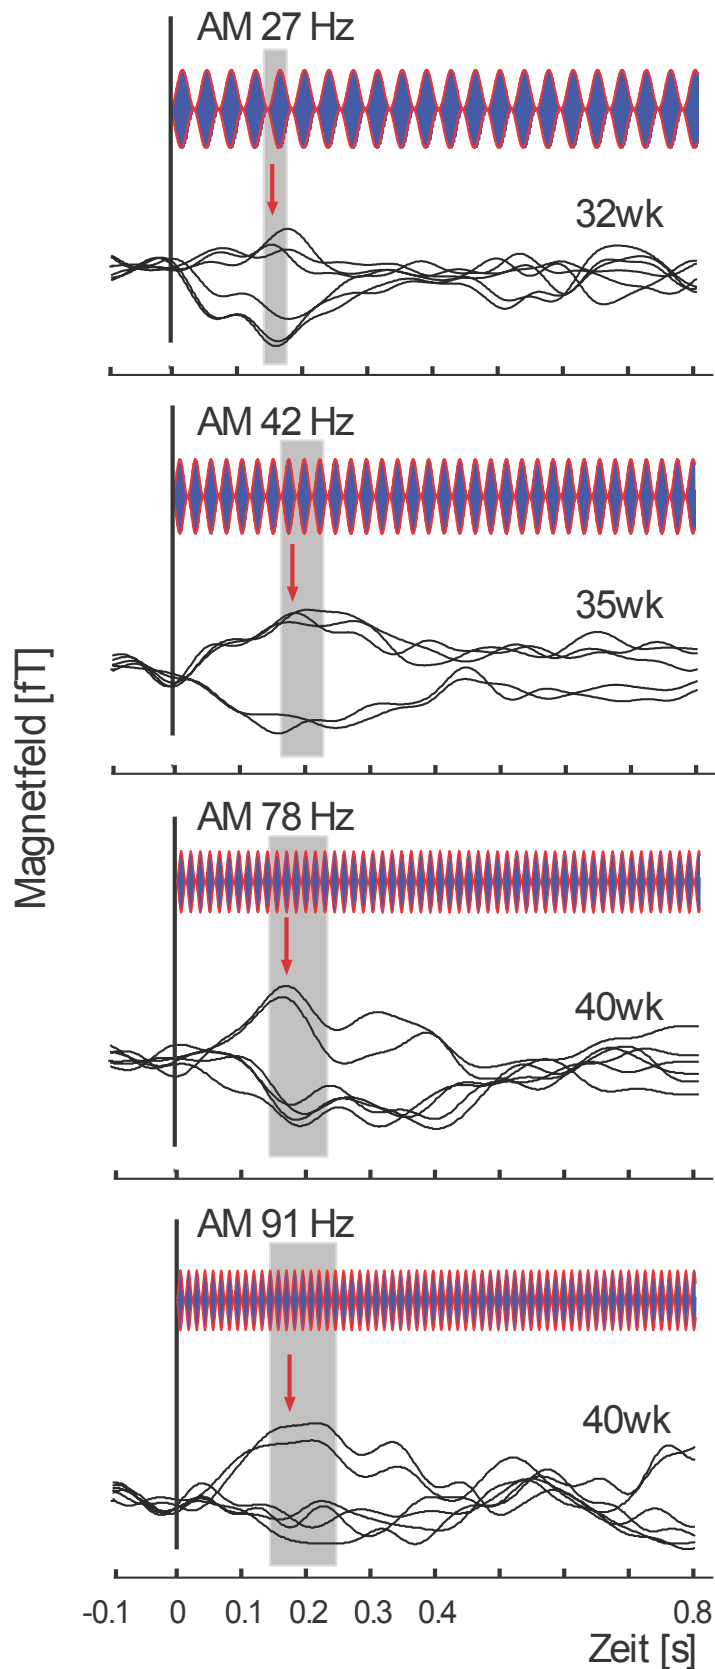 AM 27 Hz
32wk
AM 42 Hz
35wk
Magnetfeld [fT]
AM 78 Hz
40wk
AM 91 Hz
40wk
-0.1 0 0.1 0.2 0.3 0.4 0.8
Zeit [s]